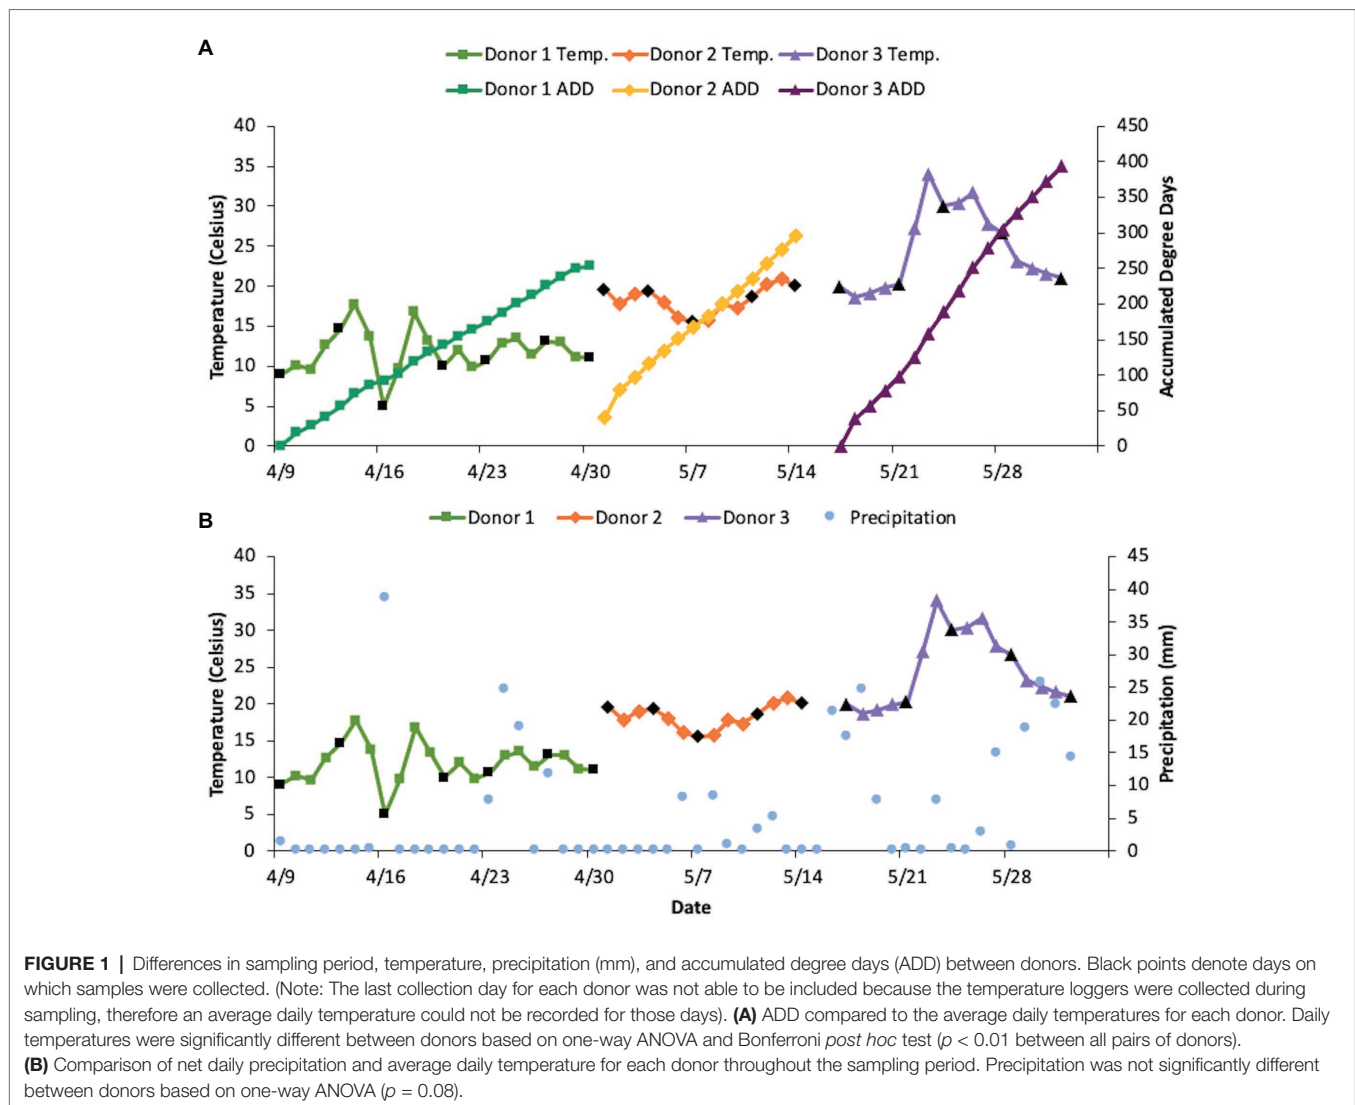 A
Donor 1 Temp. Donor 2 Temp. Donor 3 Temp.
Donor 1 ADD Donor 2 ADD Donor 3 ADD
40
35
30
25
20
15
10
5
0
Temperature (Celsius)
450
400
350
300
250
200
150
100
50
0
Accumulated Degree Days
4/9 4/16 4/23 4/30 5/7 5/14 5/21 5/28
B
Donor 1 Donor 2 Donor 3 Precipitation
40
35
30
25
20
15
10
5
0
Temperature (Celsius)
45
40
35
30
25
20
15
10
5
0
Precipitation (mm)
4/9 4/16 4/23 4/30 5/7 5/14 5/21 5/28
Date
FIGURE 1 | Differences in sampling period, temperature, precipitation (mm), and accumulated degree days (ADD) between donors. Black points denote days on
which samples were collected. (Note: The last collection day for each donor was not able to be included because the temperature loggers were collected during
sampling, therefore an average daily temperature could not be recorded for those days). (A) ADD compared to the average daily temperatures for each donor. Daily
temperatures were significantly different between donors based on one-way ANOVA and Bonferroni post hoc test (p < 0.01 between all pairs of donors).
(B) Comparison of net daily precipitation and average daily temperature for each donor throughout the sampling period. Precipitation was not significantly different
between donors based on one-way ANOVA (p = 0.08).